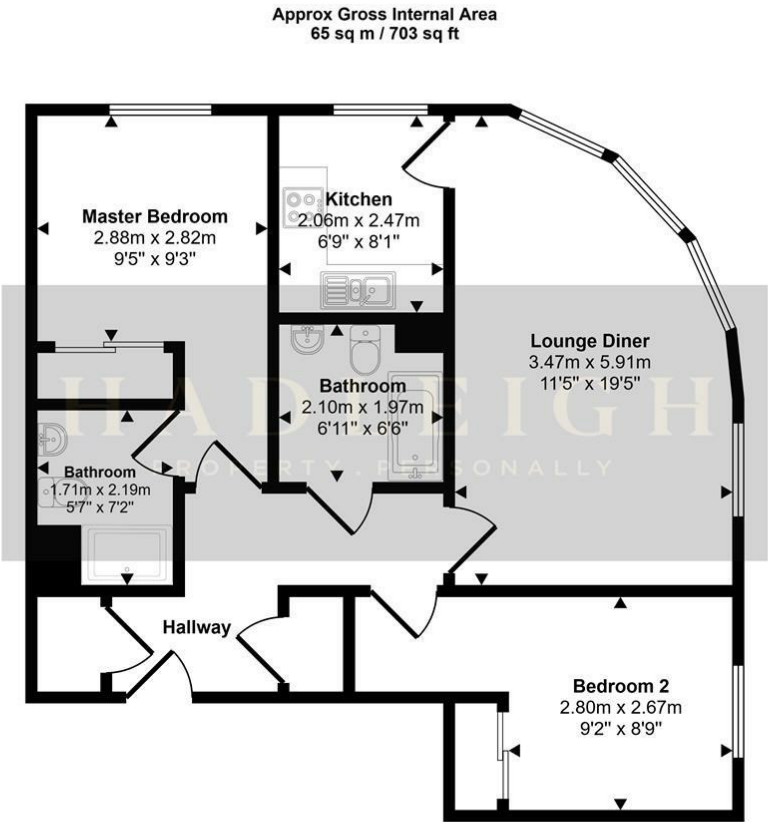 Approx Gross Internal Area
65 sq m / 703 sq ft
Kitchen
2.06m x 2.47m
6'9" x 8'1"
Master Bedroom
2.88m x 2.82m
9'5" x 9'3"
Lounge Diner
3.47m x 5.91m
11'5" x 19'5"
HADLEIGH
PROPERTY. PERSONALLY
Bathroom
2.10m x 1.97m
6'11" x 6'6"
Bathroom
1.71m x 2.19m
5'7" x 7'2"
Hallway
Bedroom 2
2.80m x 2.67m
9'2" x 8'9"